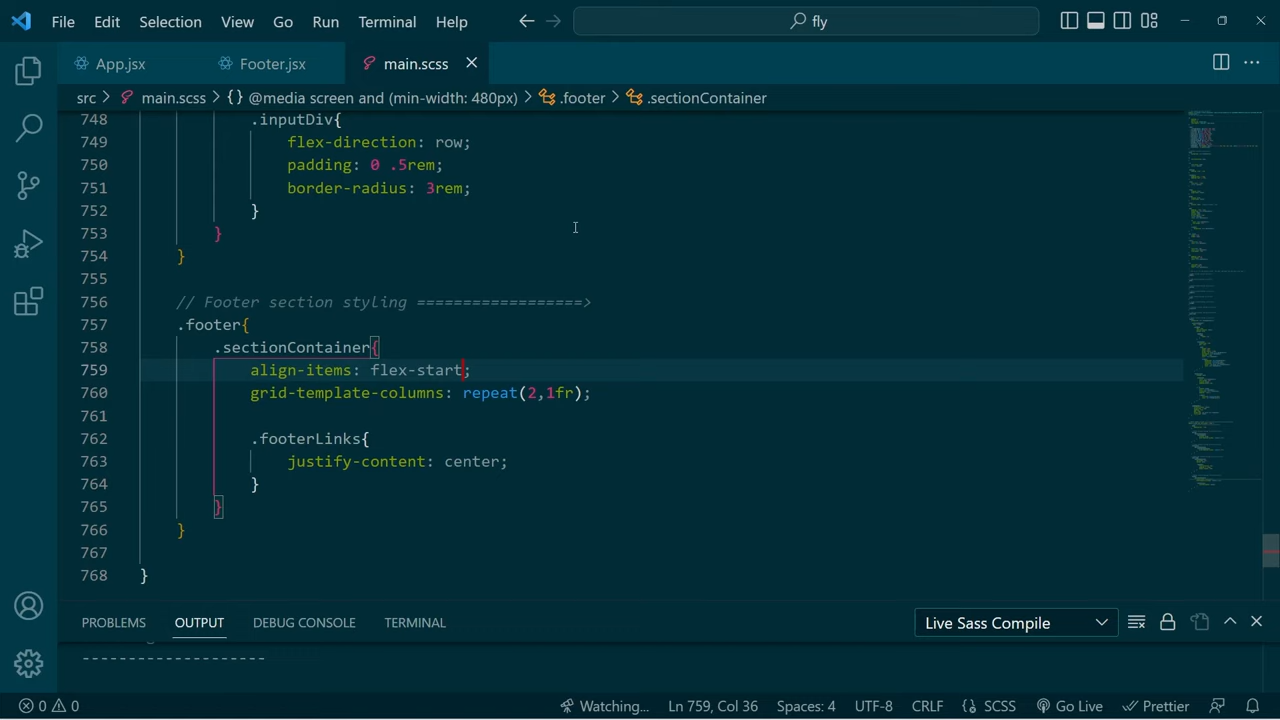 File Edit Selection View Go Run Terminal Help fly
App.jsx Footer.jsx main.scss
src > main.scss > {} @media screen and (min-width: 480px) > .footer > .sectionContainer
748 .inputDiv{
749 flex-direction: row;
750 padding: 0 .5rem;
751 border-radius: 3rem;
752 }
753 }
754 }
755
756 // Footer section styling ==================>
757 .footer{
758 .sectionContainer{
759 align-items: flex-start;
760 grid-template-columns: repeat(2,1fr);
761
762 .footerLinks{
763 justify-content: center;
764 }
765 }
766 }
767
768 }
PROBLEMS OUTPUT DEBUG CONSOLE TERMINAL Live Sass Compile
--------------------
0 0 Watching... Ln 759, Col 36 Spaces: 4 UTF-8 CRLF {} SCSS Go Live Prettier